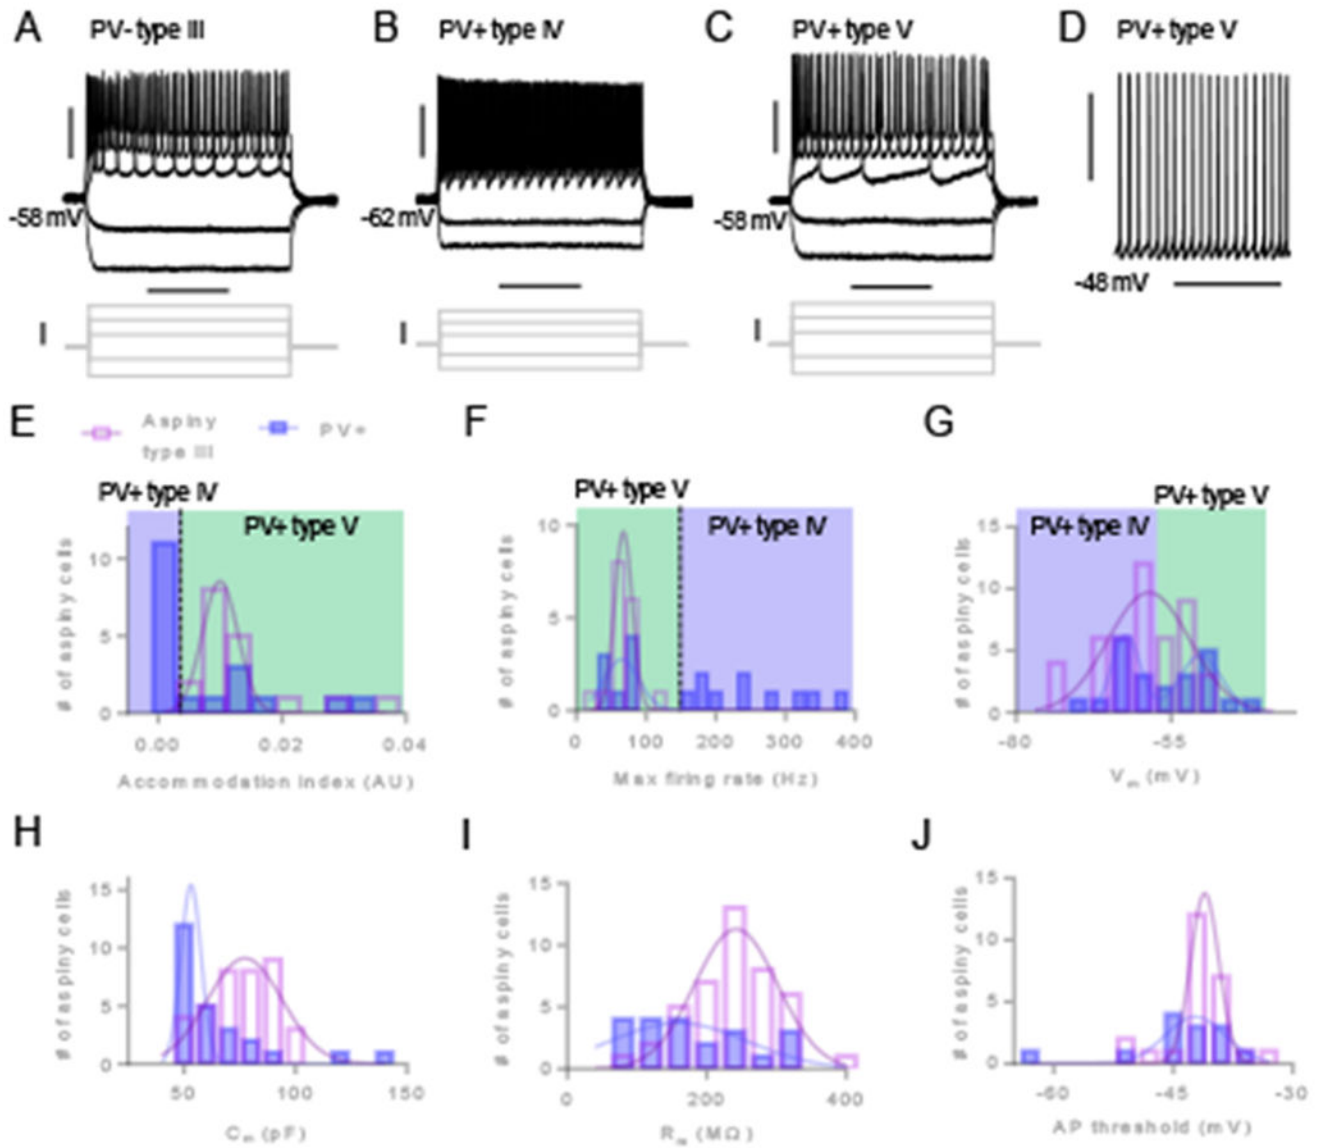 A PV- type III
B PV+ type IV
C PV+ type V
D PV+ type V
-58 mV
-62 mV
-58 mV
-48 mV
E
Aspiny
type III
PV+
PV+ type IV
PV+ type V
# of aspiny cells
10
5
0
0.00 0.02 0.04
Accommodation index (AU)
F
PV+ type V
PV+ type IV
# of aspiny cells
10
5
0
0 100 200 300 400
Max firing rate (Hz)
G
PV+ type V
PV+ type IV
# of aspiny cells
15
10
5
0
-80 -55
Vm (mV)
H
# of aspiny cells
15
10
5
0
50 100 150
Cm (pF)
I
# of aspiny cells
15
10
5
0
0 200 400
Rm (MΩ)
J
# of aspiny cells
15
10
5
0
-60 -45 -30
AP threshold (mV)